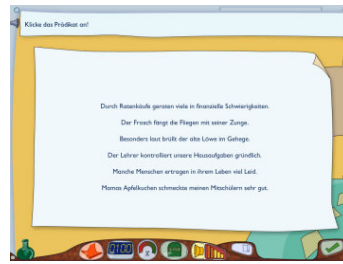 Klicke das Prädikat an!
Durch Ratenkäufe geraten viele in finanzielle Schwierigkeiten.
Der Frosch fängt die Fliegen mit seiner Zunge.
Besonders laut brüllt der alte Löwe im Gehege.
Der Lehrer kontrolliert unsere Hausaufgaben gründlich.
Manche Menschen ertragen in ihrem Leben viel Leid.
Mamas Apfelkuchen schmeckte meinen Mitschülern sehr gut.
0100